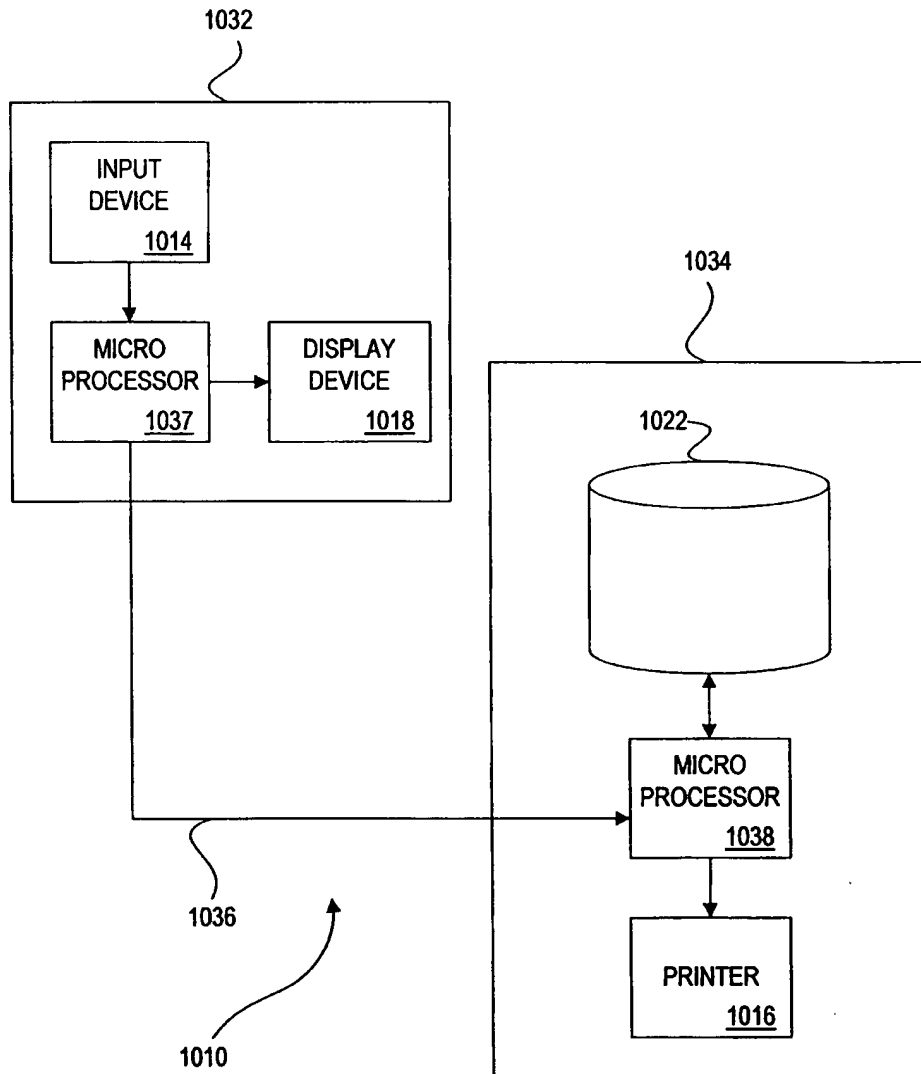 1032
INPUT
DEVICE
1014
MICRO
PROCESSOR
1037
DISPLAY
DEVICE
1018
1034
1022
MICRO
PROCESSOR
1038
1036
PRINTER
1016
1010